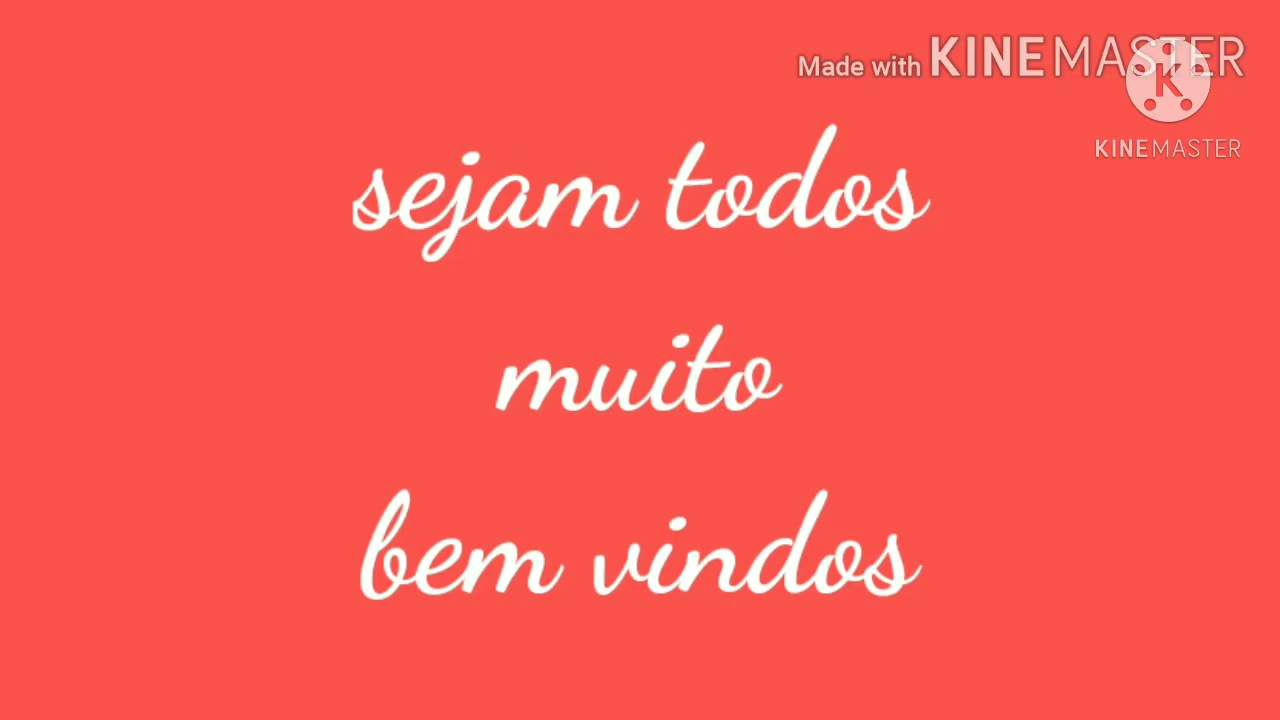 Made with KINEMASTER
K
KINEMASTER
sejam todos
muito
bem vindos